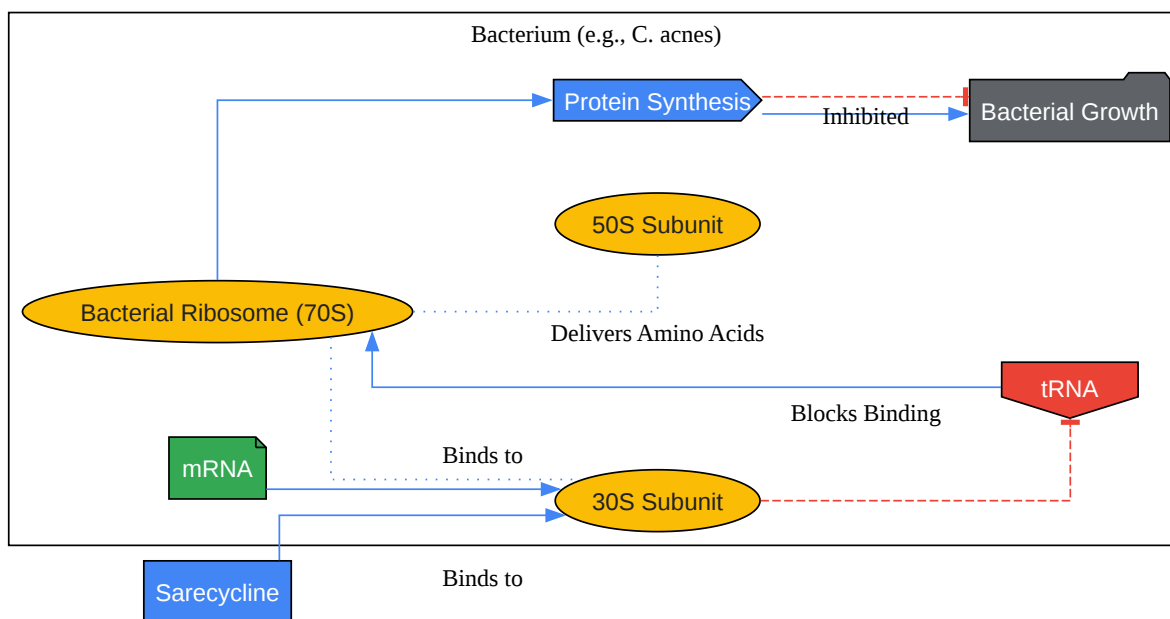 Bacterium (e.g., C. acnes)
Protein Synthesis
Inhibited
Bacterial Growth
50S Subunit
Bacterial Ribosome (70S)
Delivers Amino Acids
tRNA
Blocks Binding
mRNA
Binds to
30S Subunit
Sarecycline
Binds to